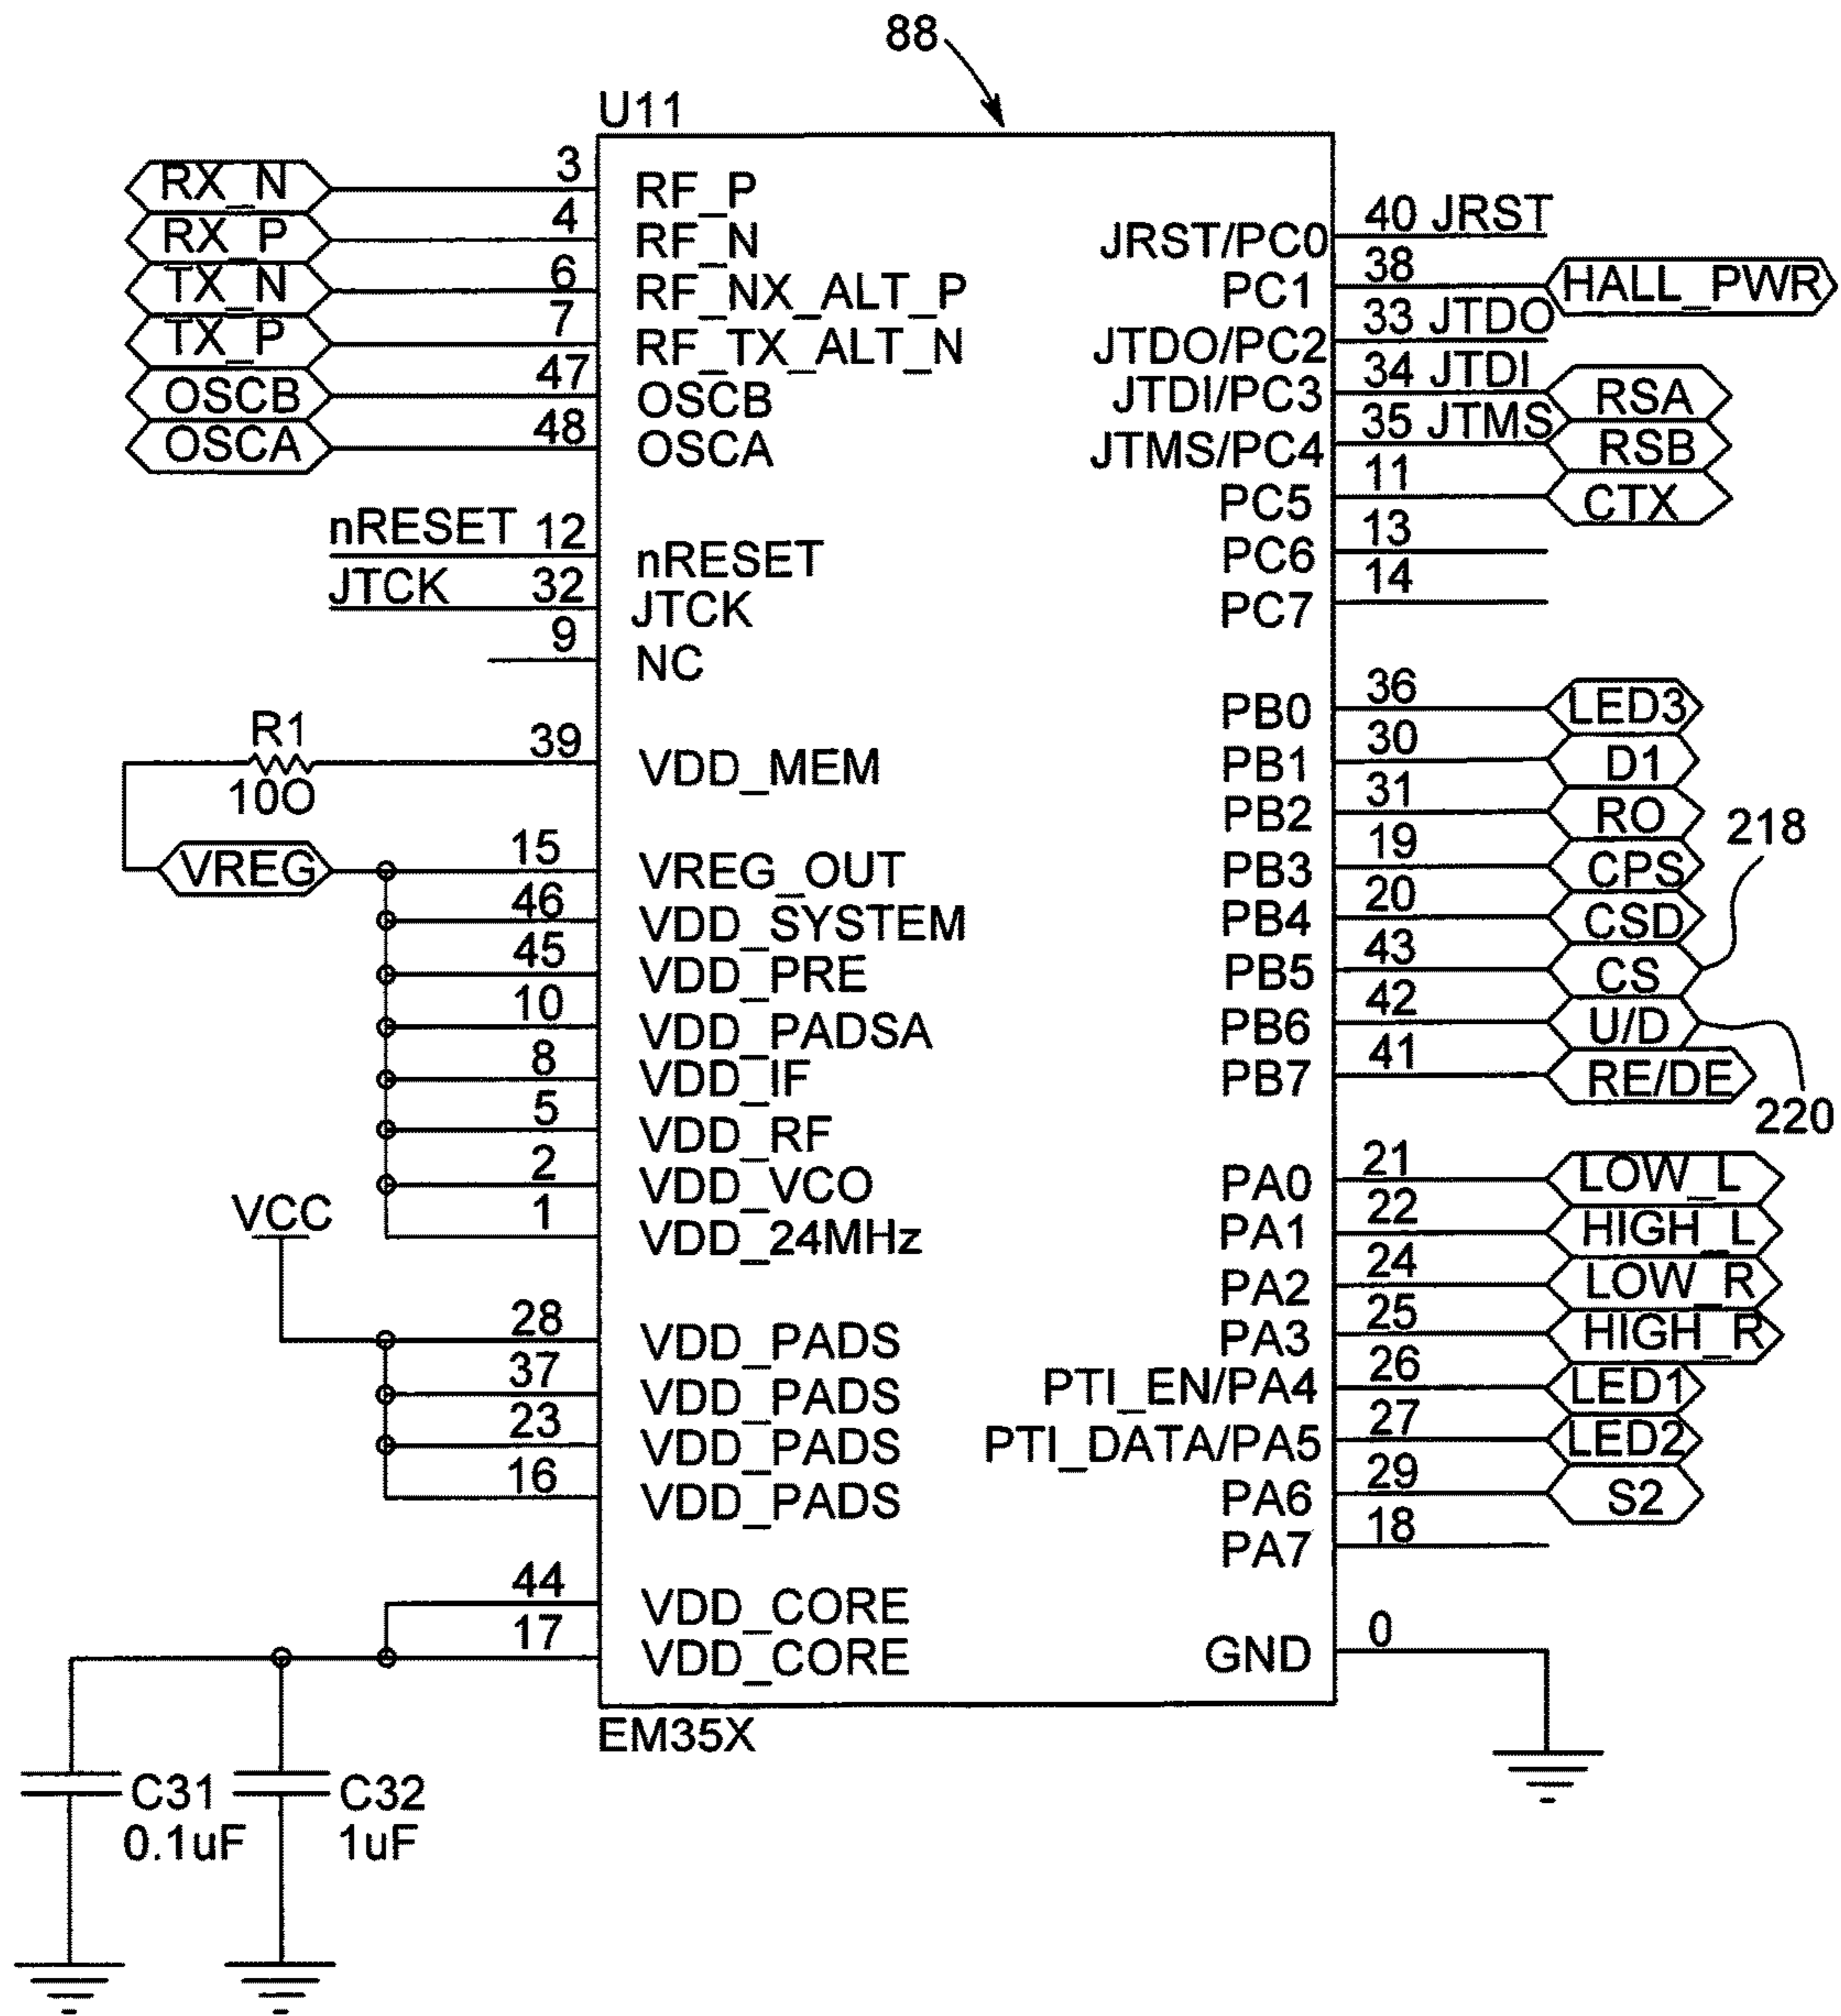 88
U11
RX_N 3 RF_P
RX_P 4 RF_N
TX_N 6 RF_NX_ALT_P
TX_P 7 RF_TX_ALT_N
OSCB 47 OSCB
OSCA 48 OSCA
nRESET 12 nRESET
JTCK 32 JTCK
9 NC
R1
100
39 VDD_MEM
VREG 15 VREG_OUT
46 VDD_SYSTEM
45 VDD_PRE
10 VDD_PADSA
8 VDD_IF
5 VDD_RF
2 VDD_VCO
1 VDD_24MHz
VCC
28 VDD_PADS
37 VDD_PADS
23 VDD_PADS
16 VDD_PADS
44 VDD_CORE
17 VDD_CORE
JRST/PC0 40 JRST
PC1 38 HALL_PWR
JTDO/PC2 33 JTDO
JTDI/PC3 34 JTDI RSA
JTMS/PC4 35 JTMS RSB
PC5 11 CTX
PC6 13
PC7 14
PB0 36 LED3
PB1 30 D1
PB2 31 RO
PB3 19 CPS
PB4 20 CSD
PB5 43 CS
218
PB6 42 U/D
220
PB7 41 RE/DE
PA0 21 LOW_L
PA1 22 HIGH_L
PA2 24 LOW_R
PA3 25 HIGH_R
PTI_EN/PA4 26 LED1
PTI_DATA/PA5 27 LED2
PA6 29 S2
PA7 18
GND 0
EM35X
C31
0.1uF
C32
1uF